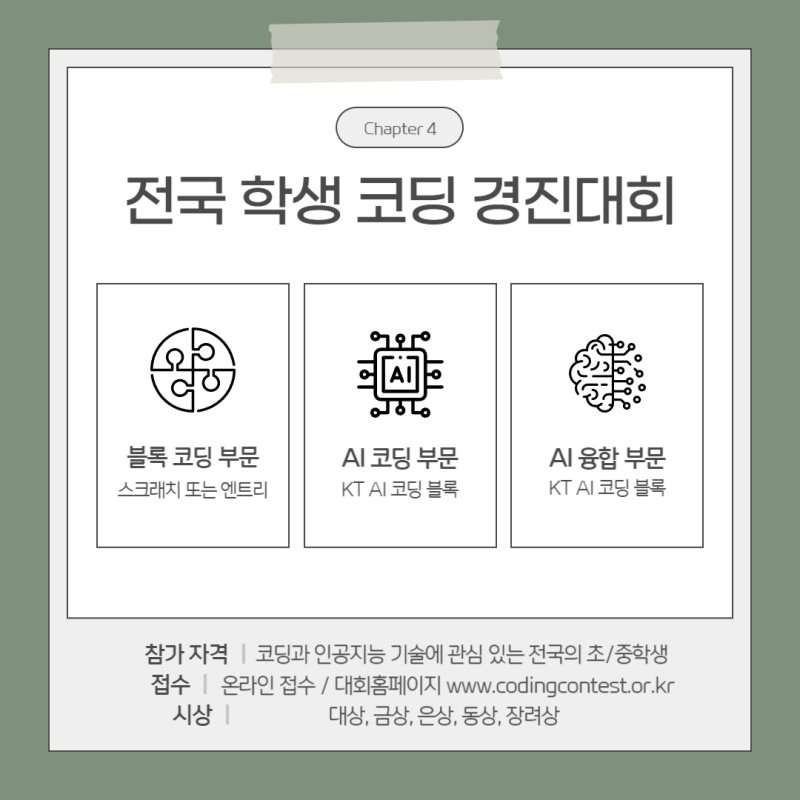 Chapter 4
전국 학생 코딩 경진대회
AI
블록 코딩 부문
스크래치 또는 엔트리
AI 코딩 부문
KT AI 코딩 블록
AI 융합 부문
KT AI 코딩 블록
참가 자격 | 코딩과 인공지능 기술에 관심 있는 전국의 초/중학생
접수 | 온라인 접수 / 대회홈페이지 www.codingcontest.or.kr
시상 | 대상, 금상, 은상, 동상, 장려상